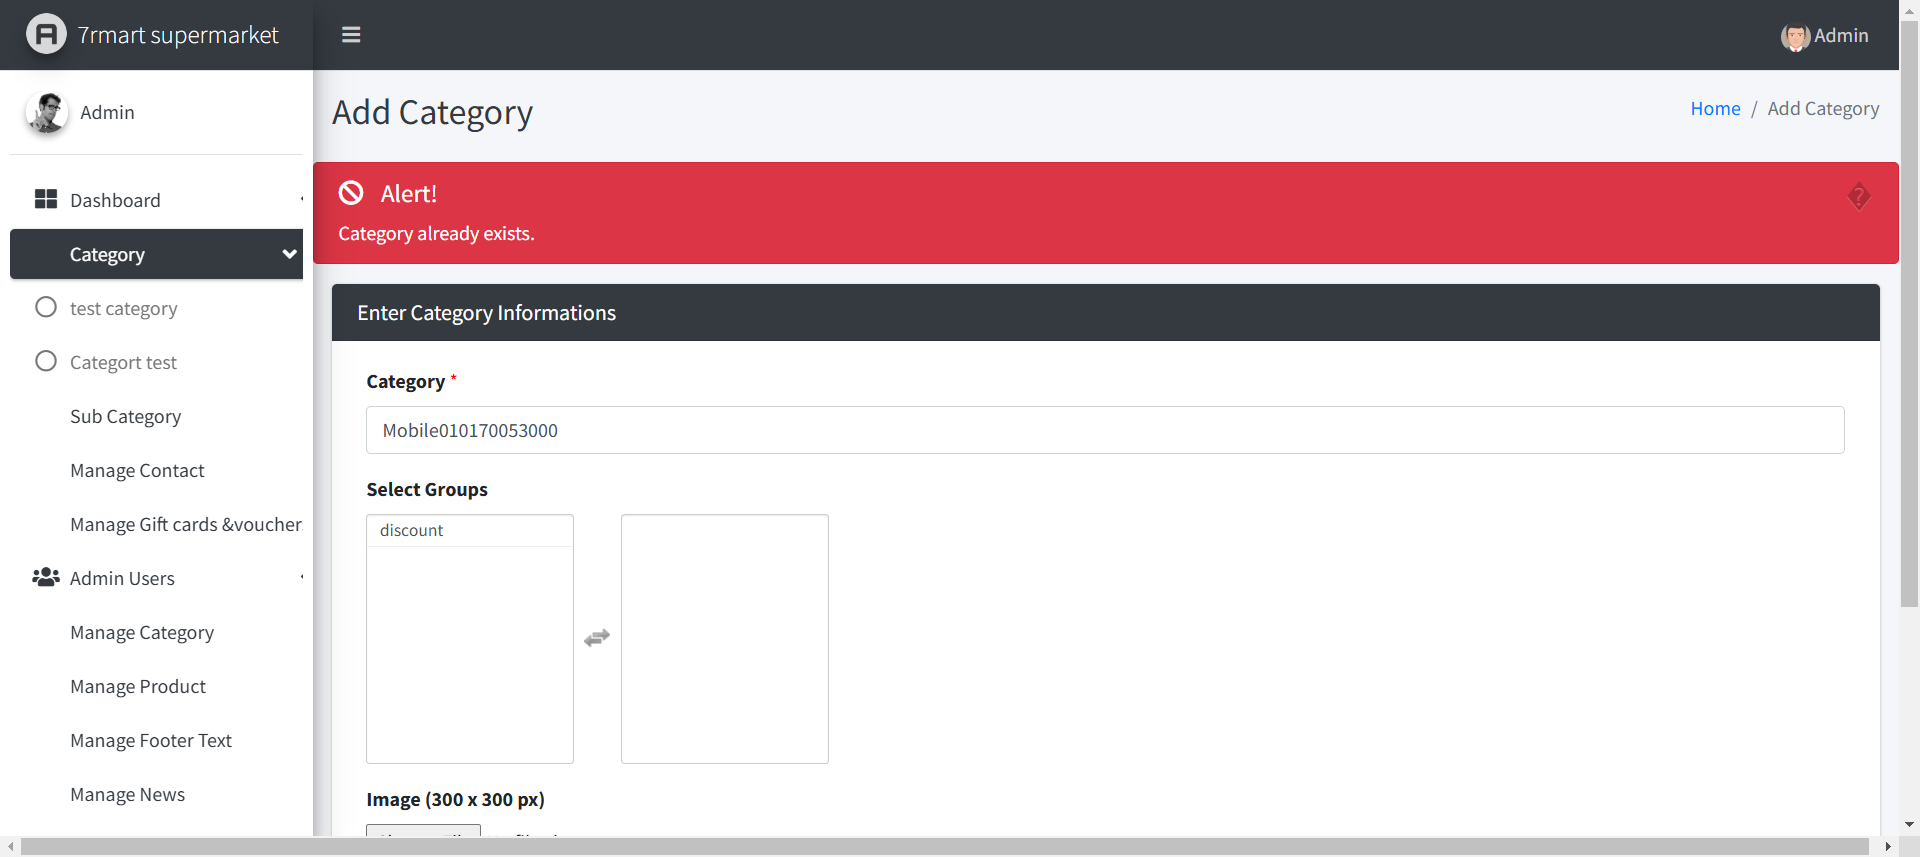 7rmart supermarket
Admin
Admin
Dashboard
Category
test category
Categort test
Sub Category
Manage Contact
Manage Gift cards &voucher
Admin Users
Manage Category
Manage Product
Manage Footer Text
Manage News
Add Category
Home / Add Category
Alert!
Category already exists.
Enter Category Informations
Category *
Mobile010170053000
Select Groups
discount
Image (300 x 300 px)